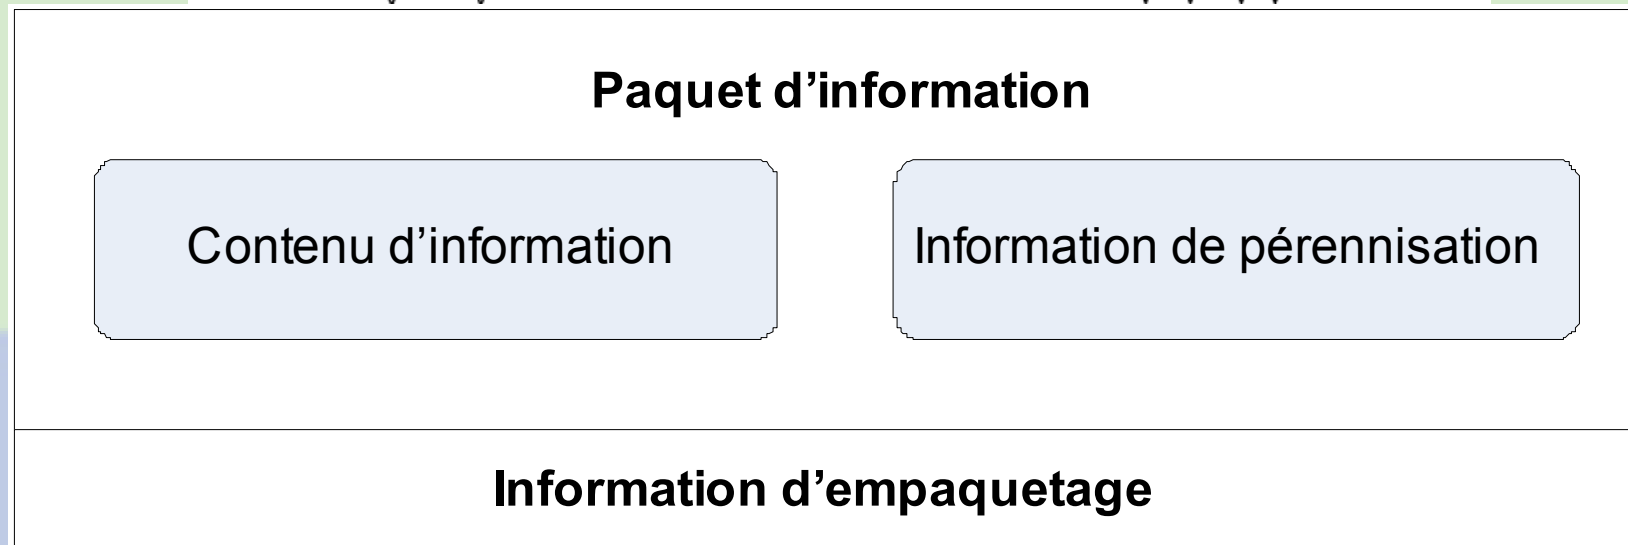 Paquet d’information
Contenu d’information
Information de pérennisation
Information d’empaquetage